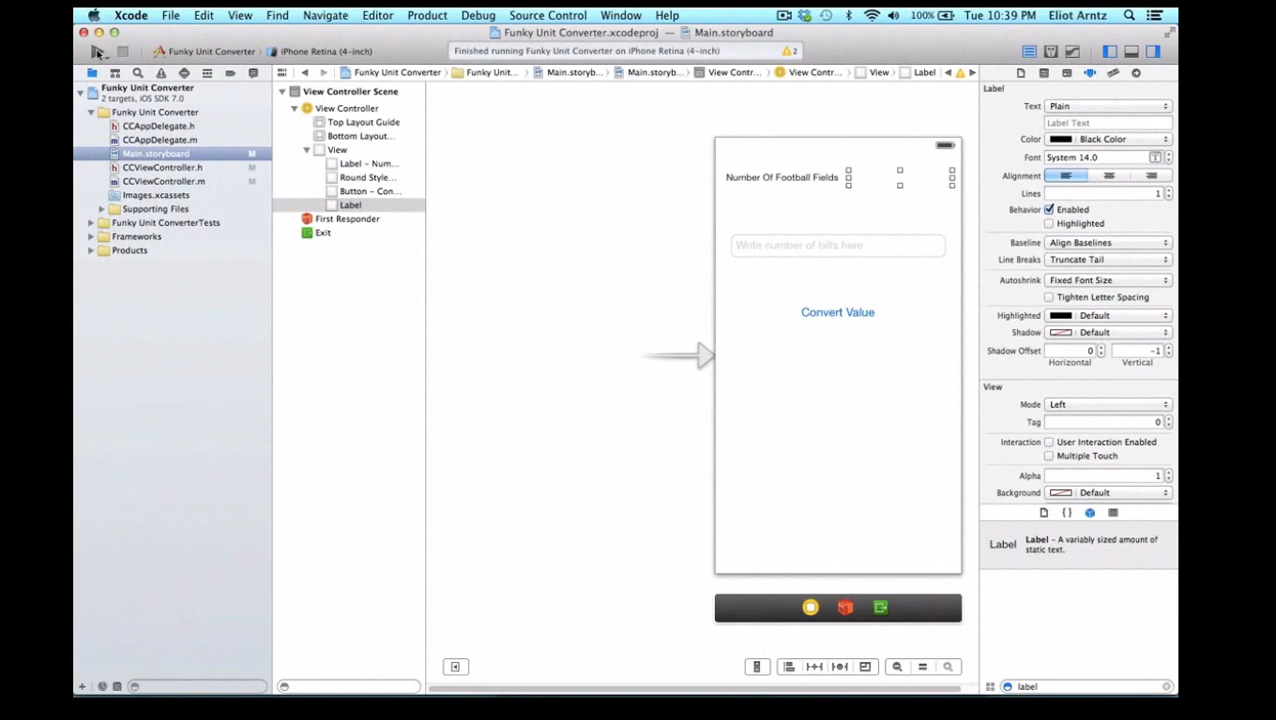 Xcode File Edit View Find Navigate Editor Product Debug Source Control Window Help 100% Tue 10:39 PM Eliot Arntz
Funky Unit Converter.xcodeproj — Main.storyboard
Funky Unit Converter iPhone Retina (4-inch) Finished running Funky Unit Converter on iPhone Retina (4-inch) 2
Funky Unit Converter Funky Unit... Main.storyb... Main.storyb... View Contr... View Contr... View Label
Funky Unit Converter
2 targets, iOS SDK 7.0
Funky Unit Converter
CCAppDelegate.h
CCAppDelegate.m
Main.storyboard M
CCViewController.h M
CCViewController.m M
Images.xcassets
Supporting Files
Funky Unit ConverterTests
Frameworks
Products
View Controller Scene
View Controller
Top Layout Guide
Bottom Layout...
View
Label – Num...
Round Style...
Button – Con...
Label
First Responder
Exit
Number Of Football Fields
Write number of bills here
Convert Value
Label
Text Plain
Label Text
Color Black Color
Font System 14.0 T
Alignment
Lines 1
Behavior Enabled
Highlighted
Baseline Align Baselines
Line Breaks Truncate Tail
Autoshrink Fixed Font Size
Tighten Letter Spacing
Highlighted Default
Shadow Default
Shadow Offset 0 -1
Horizontal Vertical
View
Mode Left
Tag 0
Interaction User Interaction Enabled
Multiple Touch
Alpha 1
Background Default
{ }
Label Label – A variably sized amount of
static text.
label